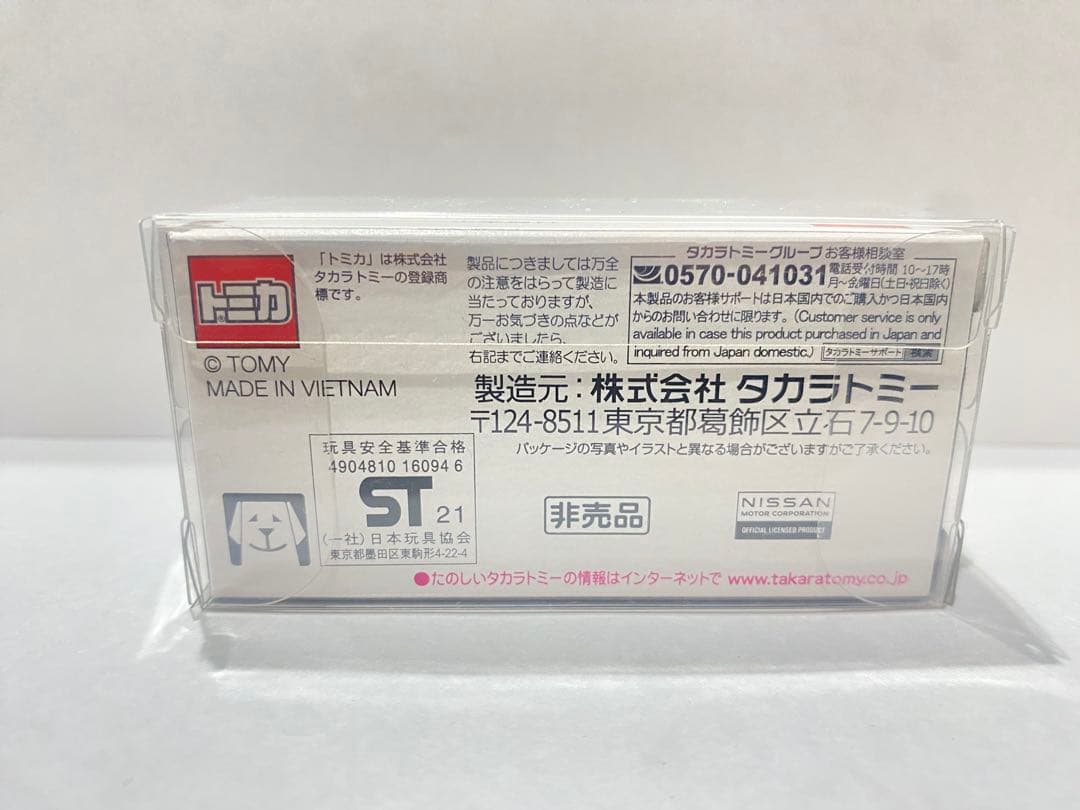 トミカ
®
© TOMY
MADE IN VIETNAM
「トミカ」は株式会社
タカラトミーの登録商
標です。
製品につきましては万全
の注意をはらって製造に
当たっておりますが、
万一お気づきの点などが
ございましたら、
右記までご連絡ください。
タカラトミーグループ お客様相談室
0570-041031
電話受付時間 10〜17時
月〜金曜日(土日・祝日除く)
本製品のお客様サポートは日本国内でのご購入かつ日本国内
からのお問い合わせに限ります。(Customer service is only
available in case this product purchased in Japan and
inquired from Japan domestic.) タカラトミーサポート 検索
製造元：株式会社 タカラトミー
〒124-8511 東京都葛飾区立石 7-9-10
パッケージの写真やイラストと異なる場合がございますがご了承ください。
玩具安全基準合格
4904810 16094 6
ST 21
(一社)日本玩具協会
東京都墨田区東駒形4-22-4
非売品
NISSAN
MOTOR CORPORATION
OFFICIAL LICENSED PRODUCT
●たのしいタカラトミーの情報はインターネットで www.takaratomy.co.jp